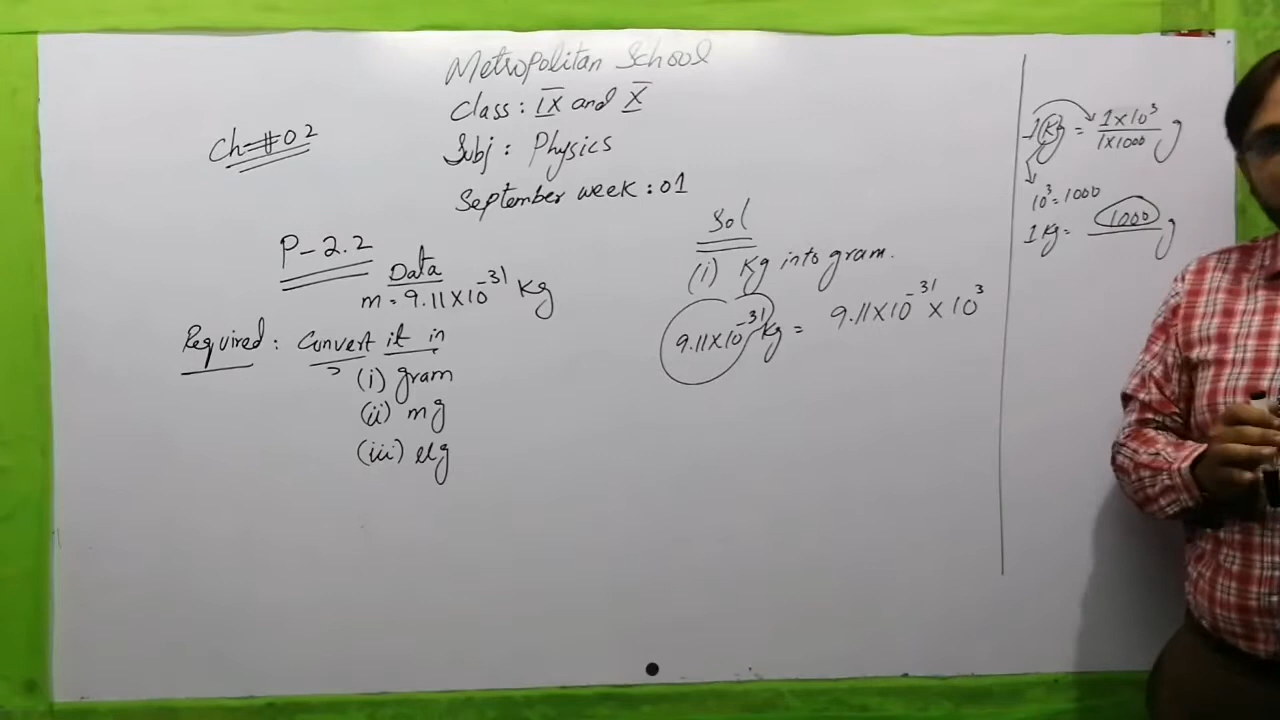 Metropolitan School
Class : IX and X
Ch-#02
Subj : Physics
September week : 01
P-2.2
Data
m = 9.11×10⁻³¹ Kg
Required : Convert it in
(i) gram
(ii) mg
(iii) μg
Sol
(i) Kg into gram.
9.11×10⁻³¹ Kg = 9.11×10⁻³¹ × 10³
1 Kg = 1×10³ / 1×1000 g
10³ = 1000
1 Kg = 1000 g